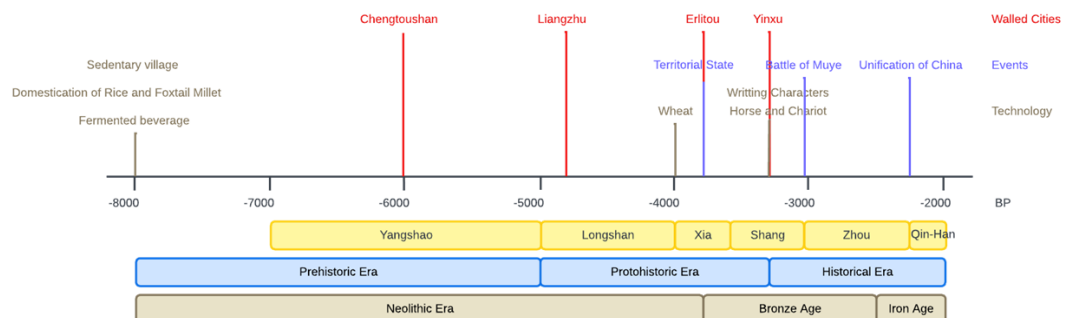 Chengtoushan Liangzhu Erlitou Yinxu Walled Cities
Sedentary village Territorial State Battle of Muye Unification of China Events
Domestication of Rice and Foxtail Millet Writting Characters
Fermented beverage Wheat Horse and Chariot Technology
-8000 -7000 -6000 -5000 -4000 -3000 -2000 BP
Yangshao Longshan Xia Shang Zhou Qin-Han
Prehistoric Era Protohistoric Era Historical Era
Neolithic Era Bronze Age Iron Age